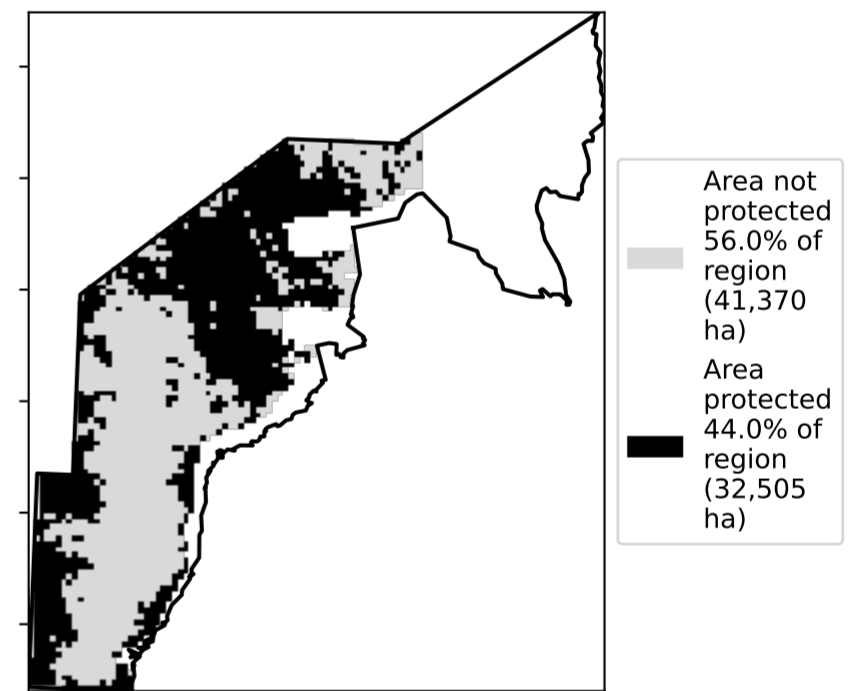 Area not
protected
56.0% of
region
(41,370
ha)
Area
protected
44.0% of
region
(32,505
ha)